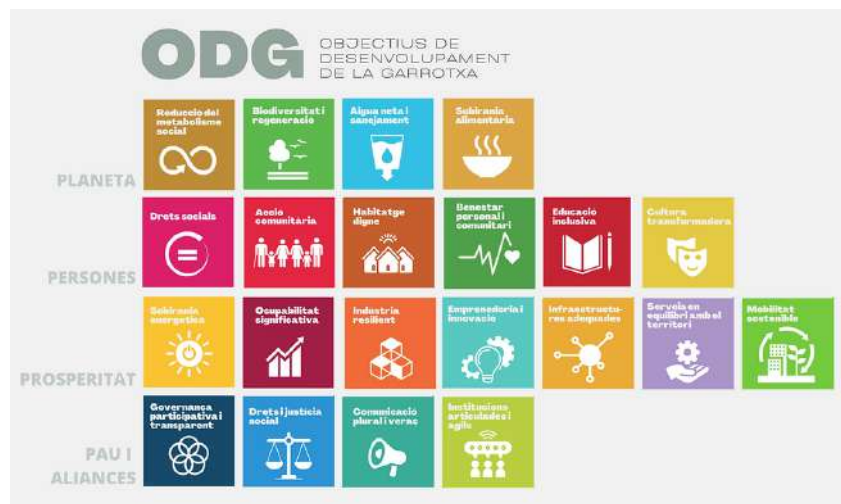 ODG
OBJECTIUS DE
DESENVOLUPAMENT
DE LA GARROTXA
PLANETA
Reducció del
metabolisme
social
Biodiversitat i
regeneració
Aigua neta i
sanejament
Sobirania
alimentària
PERSONES
Drets socials
Acció
comunitària
Habitatge
digne
Benestar
personal i
comunitari
Educació
inclusiva
Cultura
transformadora
PROSPERITAT
Sobirania
energètica
Ocupabilitat
significativa
Industria
resilient
Emprenedoria i
innovació
Infraestructu-
res adequades
Serveis en
equilibri amb el
territori
Mobilitat
sostenible
PAU I
ALIANCES
Governança
participativa i
transparent
Drets i justícia
social
Comunicació
plural i veraç
Institucions
articulades i
àgils